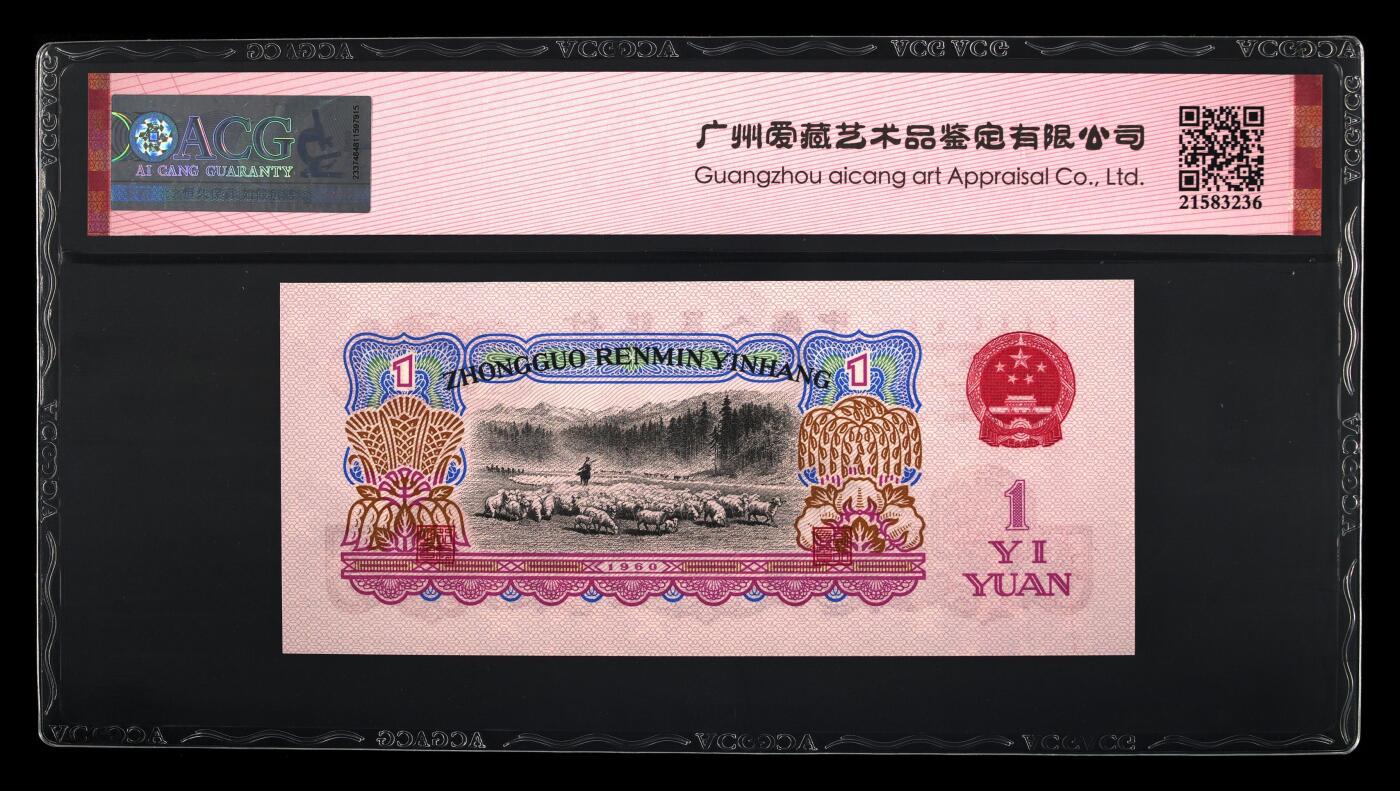 ACG
AI CANG GUARANTY
2337484811597915
广州爱藏艺术品鉴定有限公司
Guangzhou aicang art Appraisal Co., Ltd.
21583236
1 ZHONGGUO RENMIN YINHANG 1
1960
1
YI
YUAN